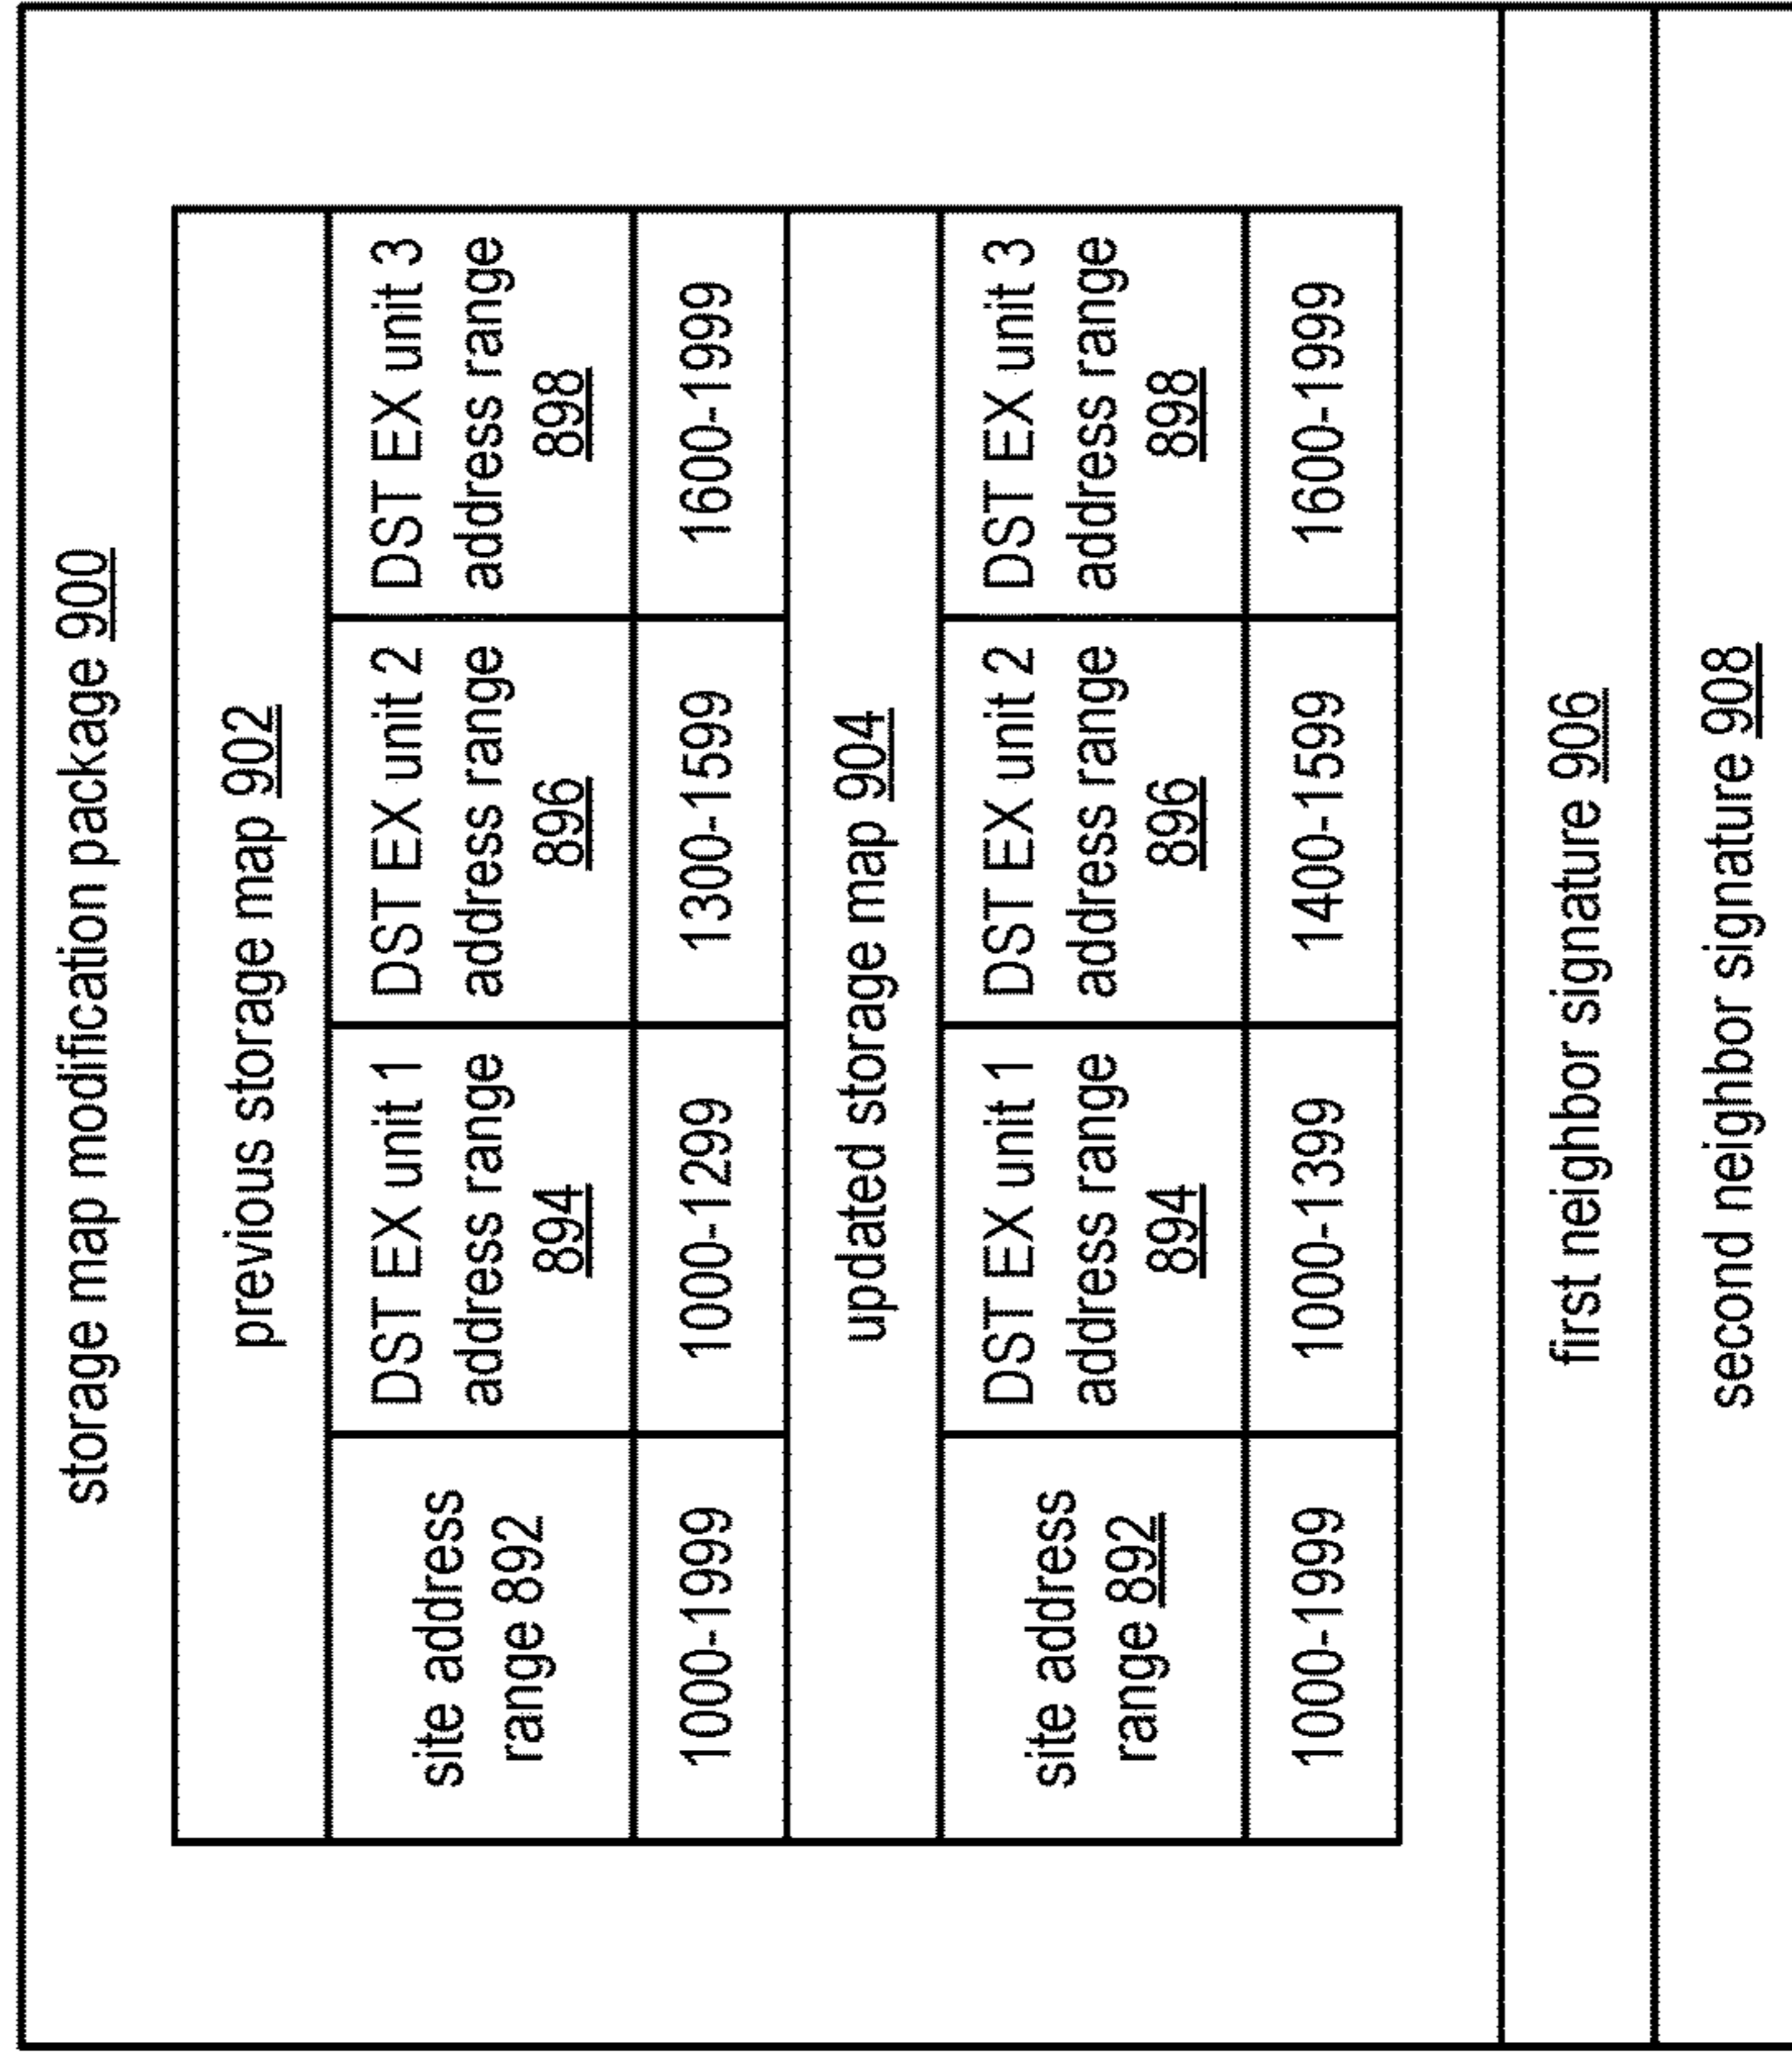 storage map modification package 900
previous storage map 902
site address
range 892
DST EX unit 1
address range
894
DST EX unit 2
address range
896
DST EX unit 3
address range
898
1000-1999
1000-1299
1300-1599
1600-1999
updated storage map 904
site address
range 892
DST EX unit 1
address range
894
DST EX unit 2
address range
896
DST EX unit 3
address range
898
1000-1999
1000-1399
1400-1599
1600-1999
first neighbor signature 906
second neighbor signature 908